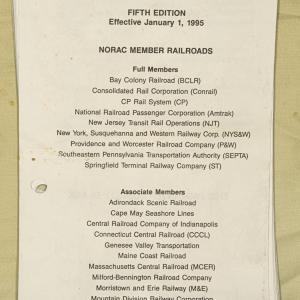 FIFTH EDITION
Effective January 1, 1995
NORAC MEMBER RAILROADS
Full Members
Bay Colony Railroad (BCLR)
Consolidated Rail Corporation (Conrail)
CP Rail System (CP)
National Railroad Passenger Corporation (Amtrak)
New Jersey Transit Rail Operations (NJT)
New York, Susquehanna and Western Railway Corp. (NYS&W)
Providence and Worcester Railroad Company (P&W)
Southeastern Pennsylvania Transportation Authority (SEPTA)
Springfield Terminal Railway Company (ST)
Associate Members
Adirondack Scenic Railroad
Cape May Seashore Lines
Central Railroad Company of Indianapolis
Connecticut Central Railroad (CCCL)
Genesee Valley Transportation
Maine Coast Railroad
Massachusetts Central Railroad (MCER)
Milford-Bennington Railroad Company
Morristown and Erie Railway (M&E)
Mountain Division Railway Corporation